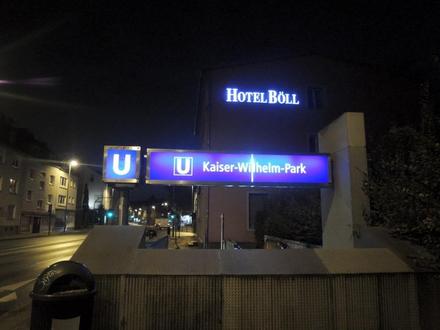 HOTEL BÖLL
U
U Kaiser-Wilhelm-Park